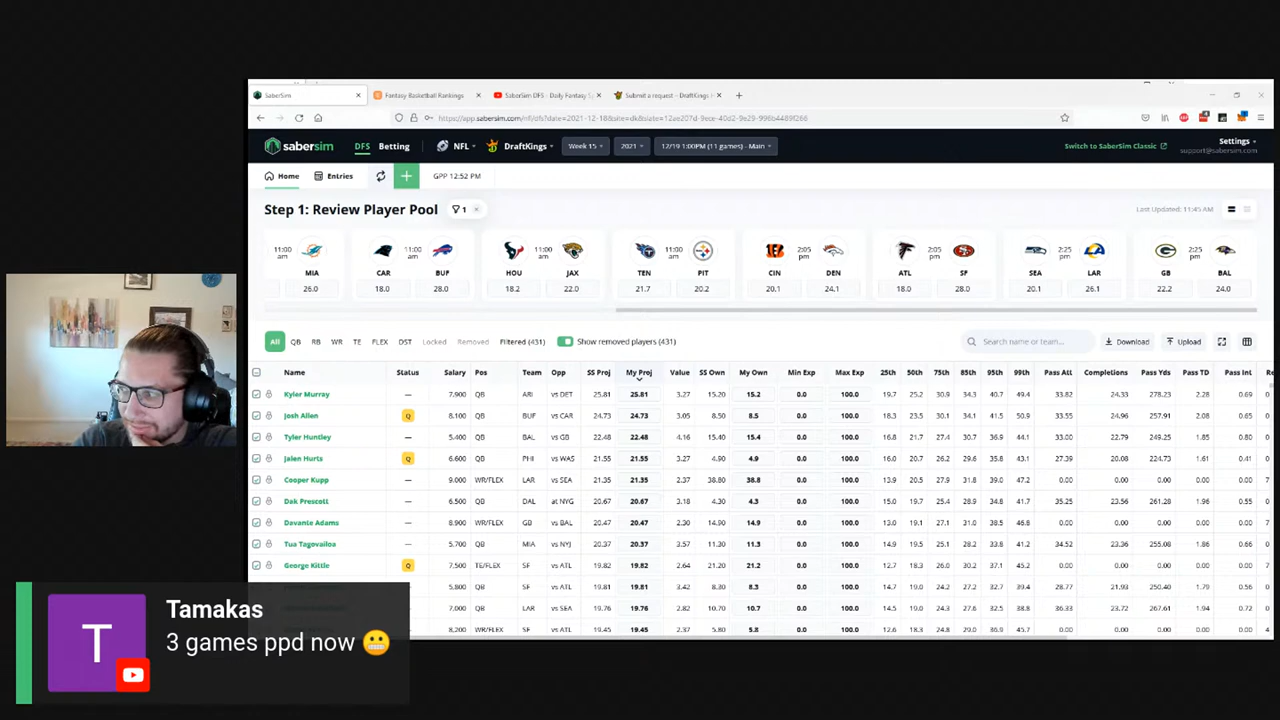 SaberSim
Fantasy Basketball Rankings
SaberSim DFS - Daily Fantasy S
Submit a request – DraftKings H
sabersim
DFS
Betting
NFL
DraftKings
Week 15
2021
12/19 1:00PM (11 games) - Main
Switch to SaberSim Classic
Settings
support@sabersim.com
Home
Entries
GPP 12:52 PM
Step 1: Review Player Pool
1
Last Updated: 11:45 AM
11:00 am MIA 26.0
CAR 18.0 11:00 am BUF 28.0
HOU 18.2 11:00 am JAX 22.0
TEN 21.7 11:00 am PIT 20.2
CIN 20.1 2:05 pm DEN 24.1
ATL 18.0 2:05 pm SF 28.0
SEA 20.1 2:25 pm LAR 26.1
GB 22.2 2:25 pm BAL 24.0
All QB RB WR TE FLEX DST Locked Removed Filtered (431) Show removed players (431)
Search name or team...
Download
Upload
Name Status Salary Pos Team Opp SS Proj My Proj Value SS Own My Own Min Exp Max Exp 25th 50th 75th 85th 95th 99th Pass Att Completions Pass Yds Pass TD Pass Int Re
Kyler Murray — 7,900 QB ARI vs DET 25.81 25.81 3.27 15.20 15.2 0.0 100.0 19.7 25.2 30.9 34.3 40.7 49.4 33.82 24.34 278.23 2.28 0.69 0
Josh Allen Q 8,100 QB BUF vs CAR 24.73 24.73 3.05 8.50 8.5 0.0 100.0 18.3 23.5 30.1 34.1 41.5 50.9 33.55 24.96 257.91 2.08 0.65 0
Tyler Huntley — 5,400 QB BAL vs GB 22.48 22.48 4.16 15.40 15.4 0.0 100.0 16.8 21.7 27.4 30.7 36.9 44.1 33.00 22.79 249.25 1.85 0.80 0
Jalen Hurts Q 6,600 QB PHI vs WAS 21.55 21.55 3.27 4.90 4.9 0.0 100.0 16.0 20.7 26.2 29.6 35.8 43.1 27.39 20.08 224.73 1.61 0.41 0
Cooper Kupp — 9,000 WR/FLEX LAR vs SEA 21.35 21.35 2.37 38.80 38.8 0.0 100.0 13.9 20.5 27.9 31.8 39.0 47.2 0.00 0.00 0.00 0.00 0.00 7
Dak Prescott — 6,500 QB DAL at NYG 20.67 20.67 3.18 4.30 4.3 0.0 100.0 15.0 19.7 25.4 28.9 34.8 41.7 35.25 23.56 261.28 1.96 0.55 0
Davante Adams — 8,900 WR/FLEX GB vs BAL 20.47 20.47 2.30 14.90 14.9 0.0 100.0 13.0 19.1 27.1 31.0 38.5 46.8 0.00 0.00 0.00 0.00 0.00 7
Tua Tagovailoa — 5,700 QB MIA vs NYJ 20.37 20.37 3.57 11.30 11.3 0.0 100.0 14.9 19.5 25.1 28.2 33.8 41.2 34.52 23.36 255.08 1.86 0.66 0
George Kittle Q 7,500 TE/FLEX SF vs ATL 19.82 19.82 2.64 21.20 21.2 0.0 100.0 12.7 18.3 26.0 30.2 37.1 45.2 0.00 0.00 0.00 0.00 0.00 7
5,800 QB SF vs ATL 19.81 19.81 3.42 8.30 8.3 0.0 100.0 14.7 19.0 24.2 27.2 32.7 39.4 28.77 21.93 250.40 1.79 0.56 0
7,000 QB LAR vs SEA 19.76 19.76 2.82 10.70 10.7 0.0 100.0 14.5 19.0 24.3 27.6 32.5 38.8 36.33 23.72 267.61 1.94 0.72 0
8,200 WR/FLEX SF vs ATL 19.45 19.45 2.37 5.80 5.8 0.0 100.0 12.6 18.3 24.8 29.0 36.9 45.7 0.00 0.00 0.00 0.00 0.00 4
T
Tamakas
3 games ppd now 😬